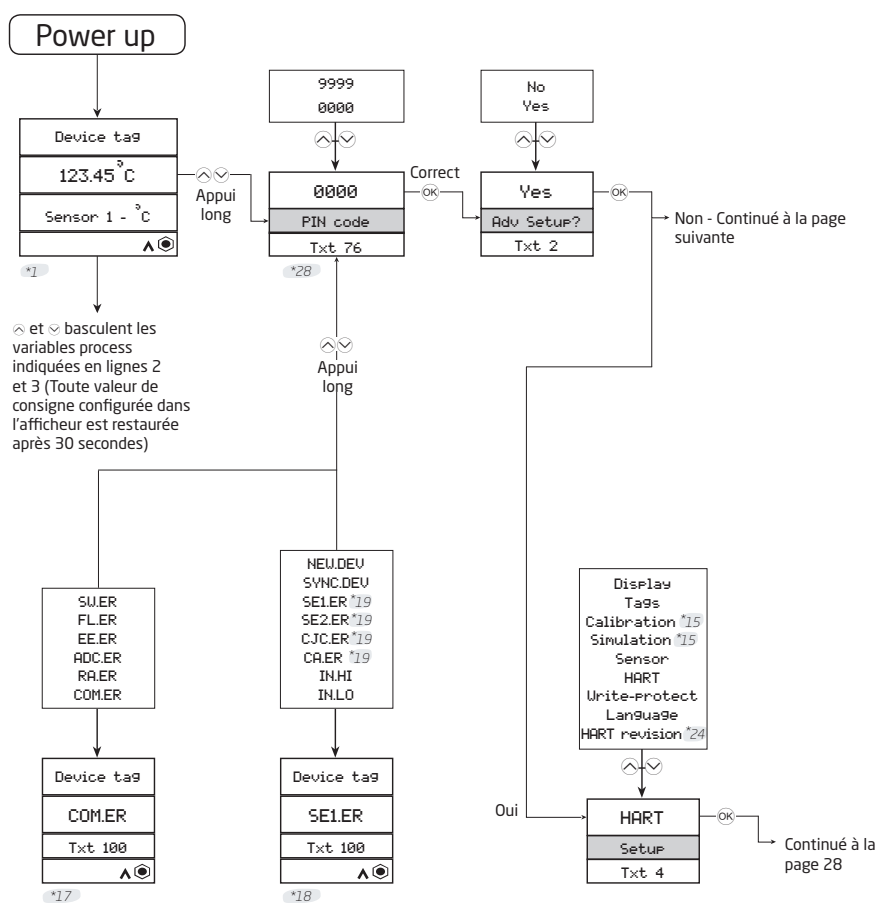 Power up
Device tag
123.45°C
Sensor 1 - °C
*1
Appui
long
9999
0000
0000
PIN code
Txt 76
*28
Correct
OK
No
Yes
Yes
Adv Setup?
Txt 2
OK
Non - Continué à la page
suivante
et basculent les
variables process
indiquées en lignes 2
et 3 (Toute valeur de
consigne configurée dans
l'afficheur est restaurée
après 30 secondes)
Appui
long
SW.ER
FL.ER
EE.ER
ADC.ER
RA.ER
COM.ER
Device tag
COM.ER
Txt 100
*17
NEW.DEV
SYNC.DEV
SE1.ER *19
SE2.ER *19
CJC.ER *19
CA.ER *19
IN.HI
IN.LO
Device tag
SE1.ER
Txt 100
*18
Display
Tags
Calibration *15
Simulation *15
Sensor
HART
Write-protect
Language
HART revision *24
Oui
HART
Setup
Txt 4
OK
Continué à la
page 28